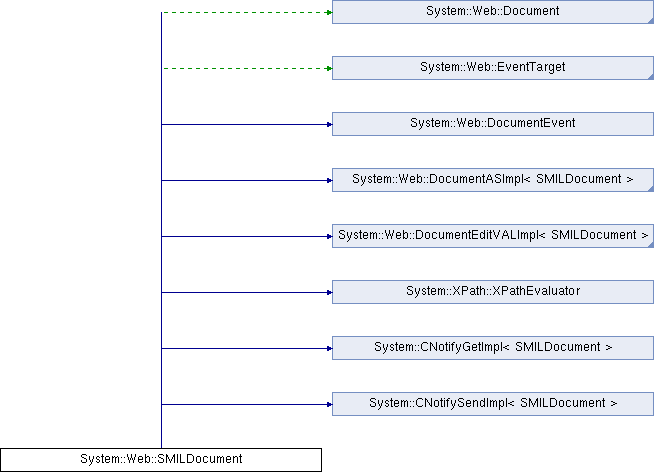 System::Web::Document
System::Web::EventTarget
System::Web::DocumentEvent
System::Web::DocumentASImpl< SMILDocument >
System::Web::DocumentEditVALImpl< SMILDocument >
System::XPath::XPathEvaluator
System::CNotifyGetImpl< SMILDocument >
System::CNotifySendImpl< SMILDocument >
System::Web::SMILDocument